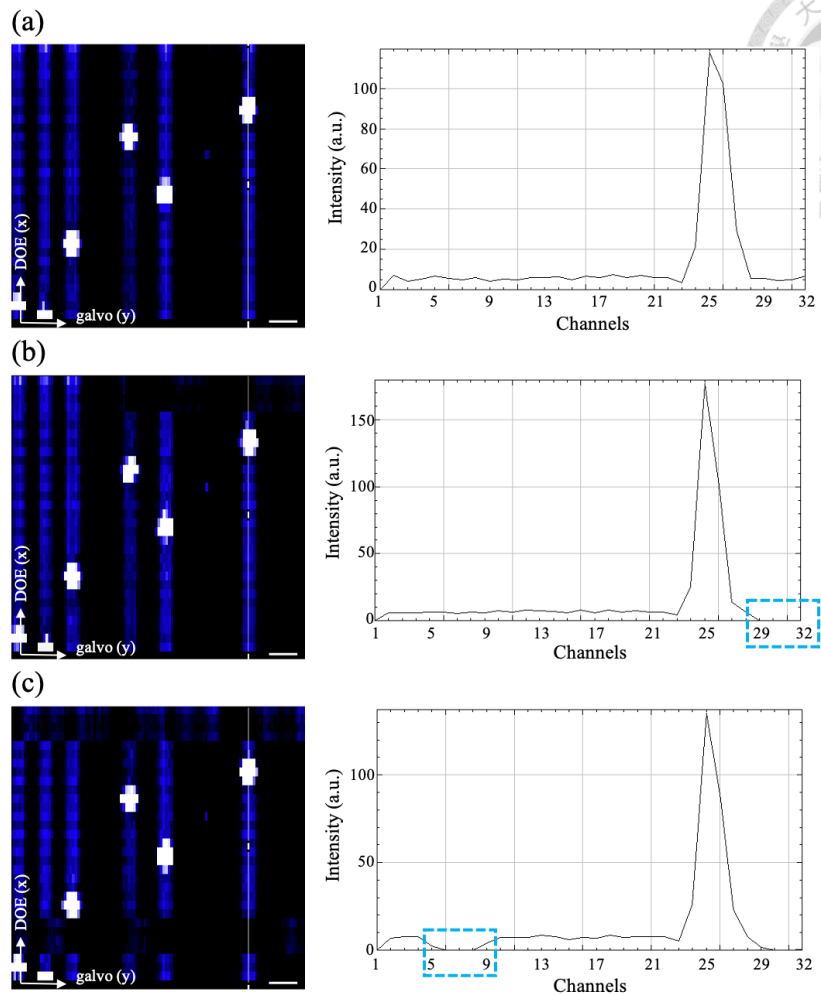 (a)
DOE (x)
galvo (y)
Intensity (a.u.)
100
80
60
40
20
0
1 5 9 13 17 21 25 29 32
Channels
大
(b)
DOE (x)
galvo (y)
Intensity (a.u.)
150
100
50
0
1 5 9 13 17 21 25 29 32
Channels
(c)
DOE (x)
galvo (y)
Intensity (a.u.)
100
50
0
1 5 9 13 17 21 25 29 32
Channels